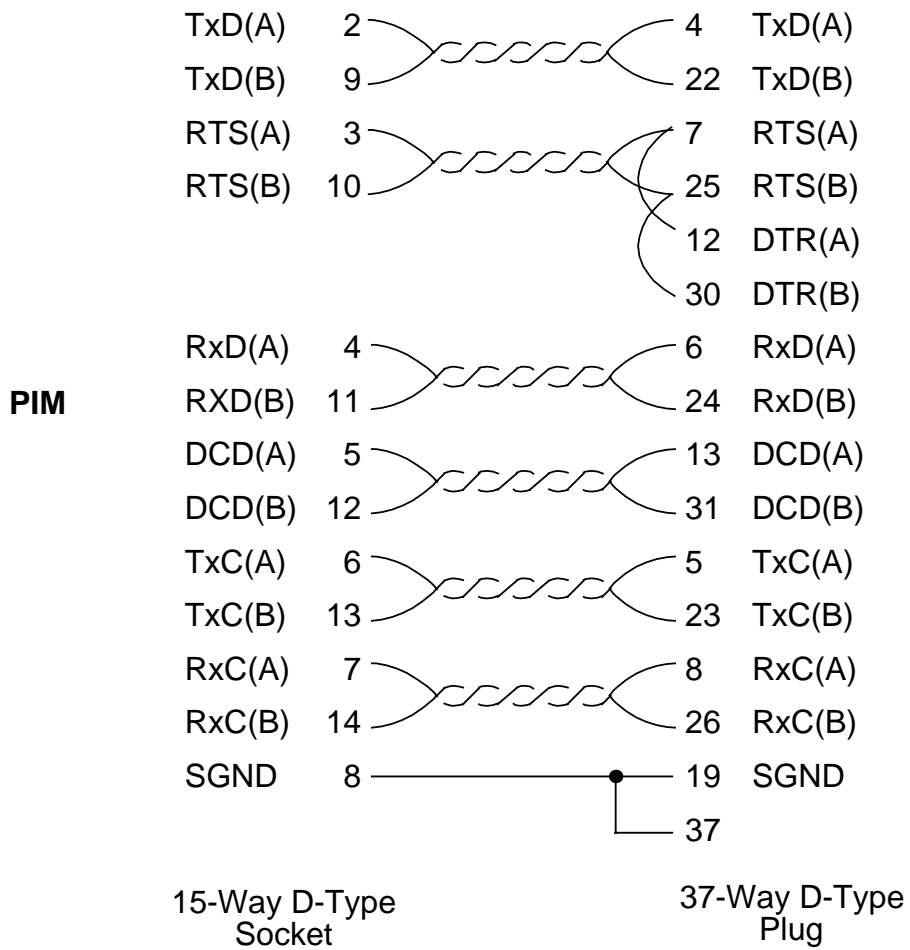 TxD(A) 2 4 TxD(A)
TxD(B) 9 22 TxD(B)
RTS(A) 3 7 RTS(A)
RTS(B) 10 25 RTS(B)
12 DTR(A)
30 DTR(B)
RxD(A) 4 6 RxD(A)
PIM RXD(B) 11 24 RxD(B)
DCD(A) 5 13 DCD(A)
DCD(B) 12 31 DCD(B)
TxC(A) 6 5 TxC(A)
TxC(B) 13 23 TxC(B)
RxC(A) 7 8 RxC(A)
RxC(B) 14 26 RxC(B)
SGND 8 19 SGND
37
15-Way D-Type
Socket
37-Way D-Type
Plug